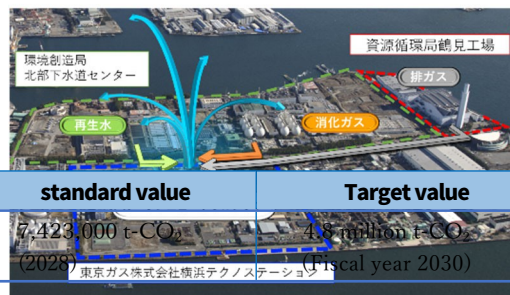 環境創造局
北部下水道センター
資源循環局鶴見工場
排ガス
再生水
消化ガス
standard value
Target value
7,423,000 t-CO₂
4.8 million t-CO₂
(2028)
(Fiscal year 2030)
東京ガス株式会社横浜テクノステーション